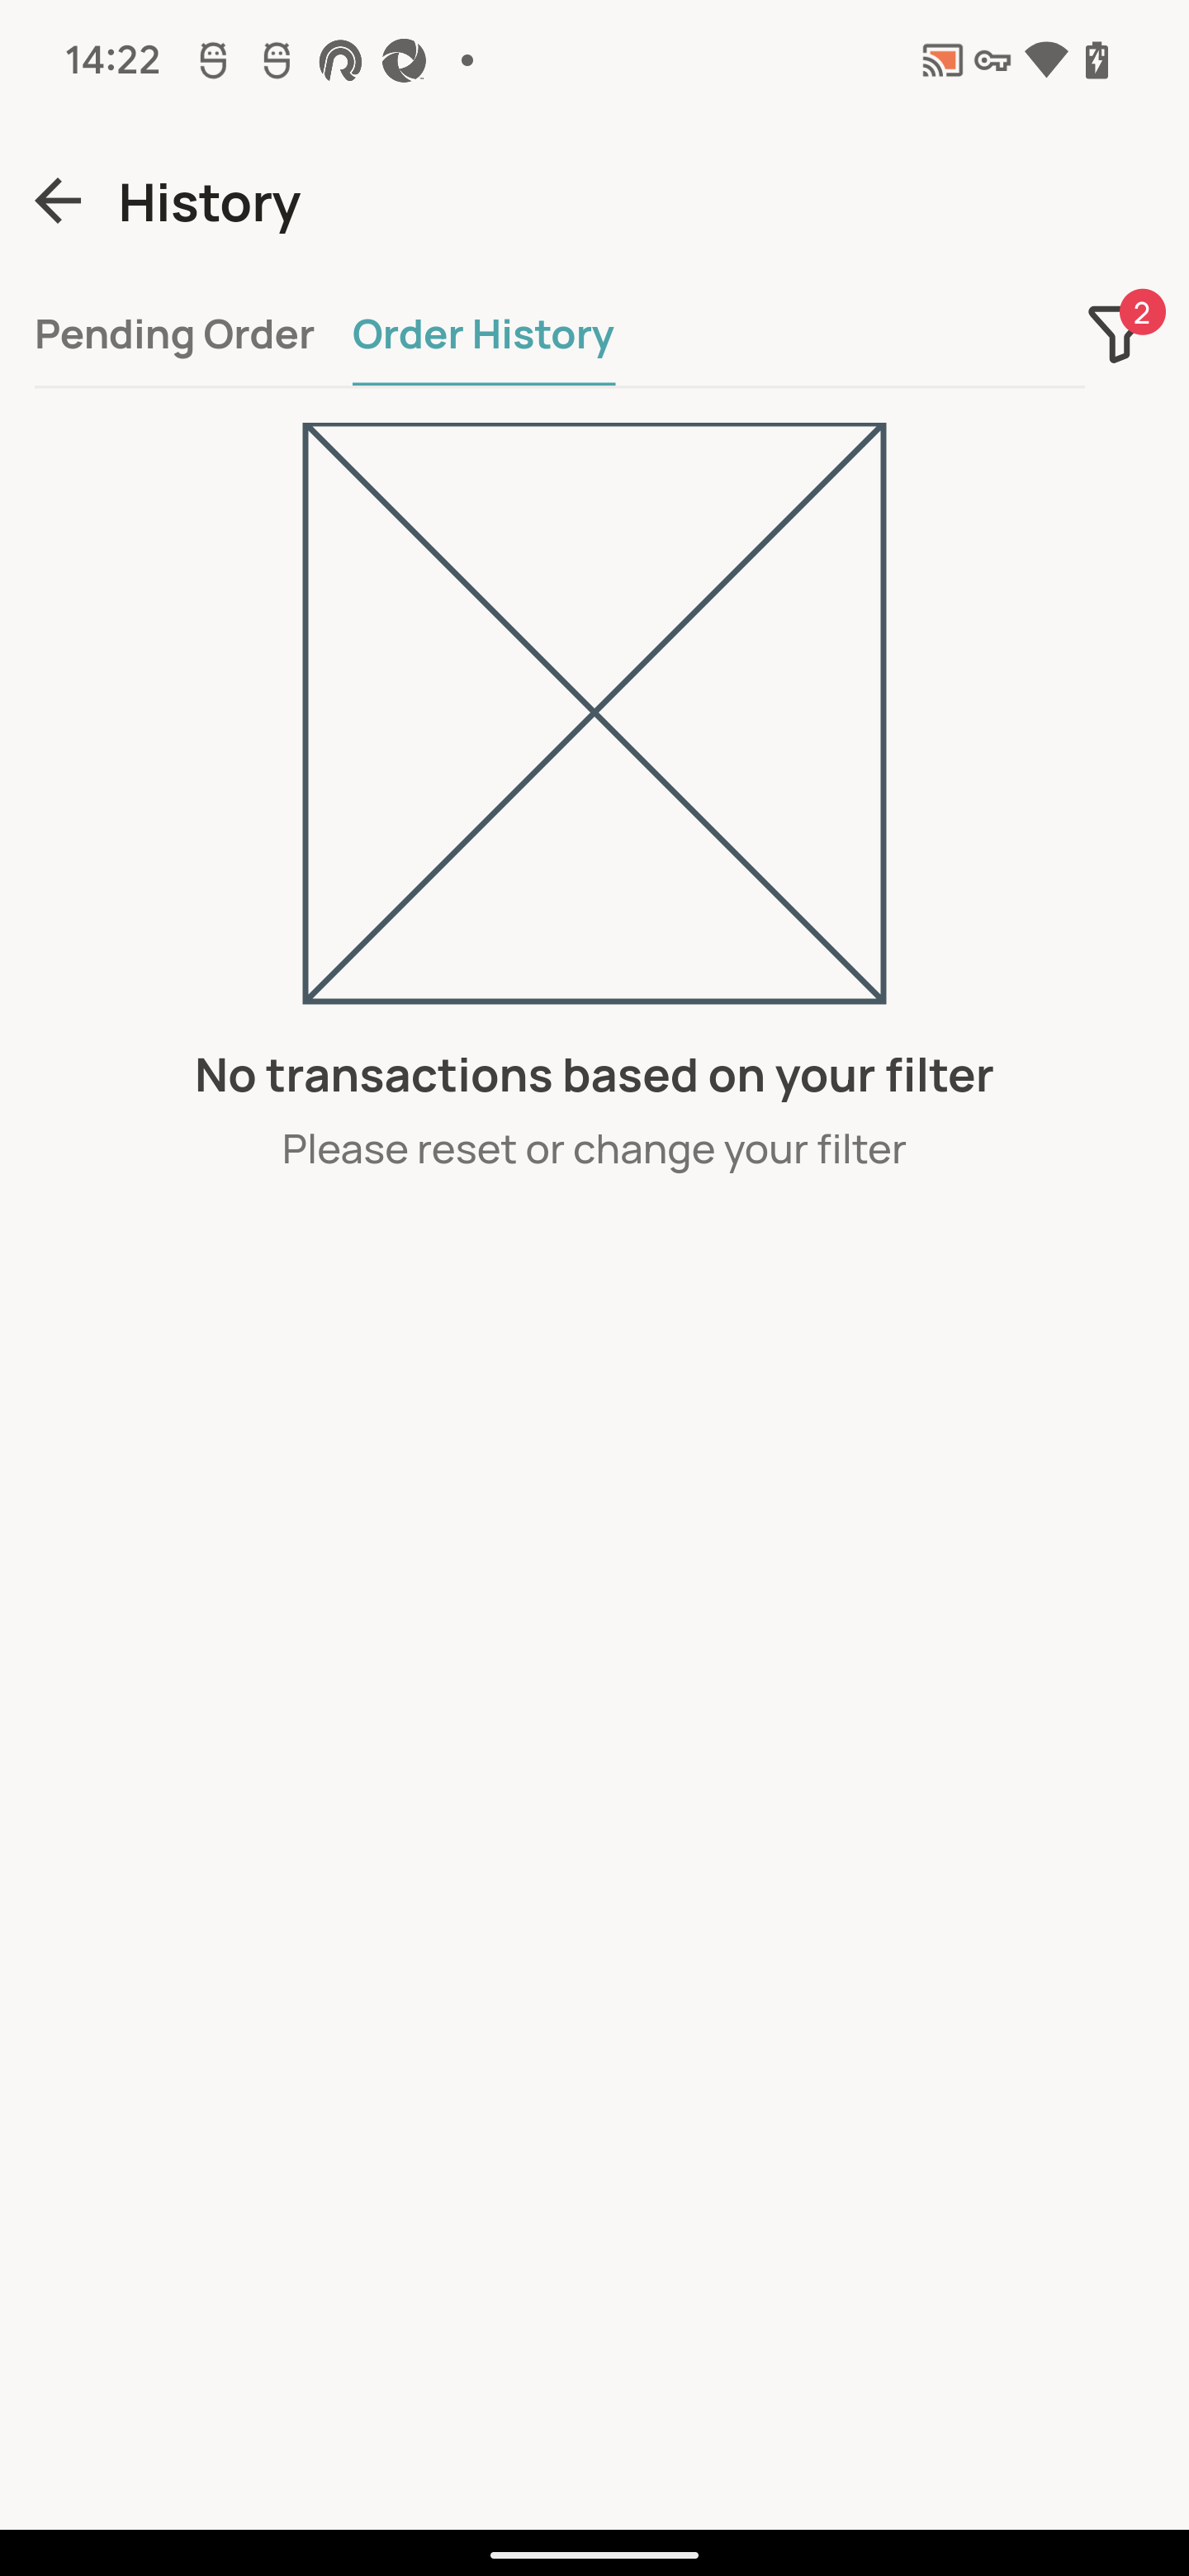 14:22
History
Pending Order Order History 2
No transactions based on your filter
Please reset or change your filter